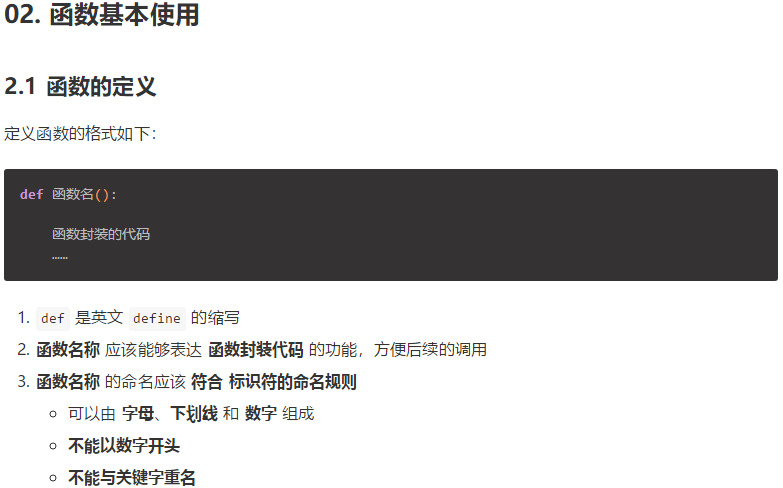 02. 函数基本使用
2.1 函数的定义
定义函数的格式如下：
def 函数名():
函数封装的代码
……
1. def 是英文 define 的缩写
2. 函数名称 应该能够表达 函数封装代码 的功能，方便后续的调用
3. 函数名称 的命名应该 符合 标识符的命名规则
可以由 字母、下划线 和 数字 组成
不能以数字开头
不能与关键字重名